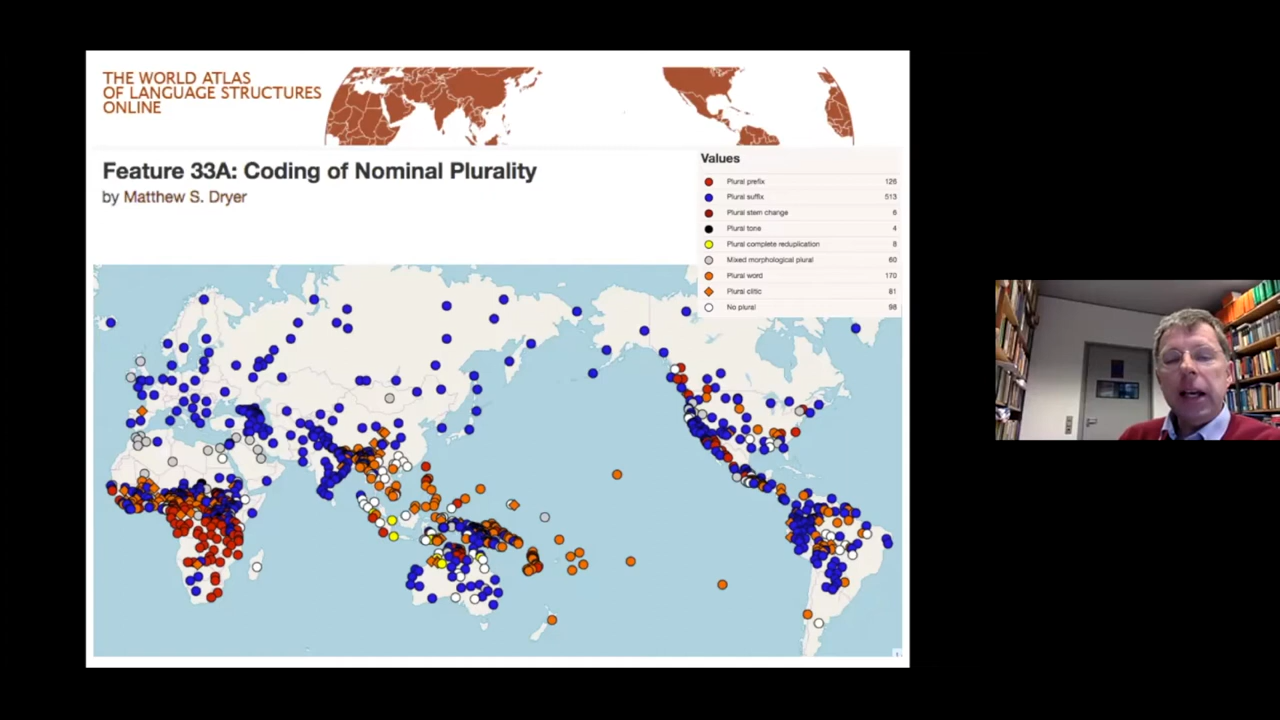 THE WORLD ATLAS
OF LANGUAGE STRUCTURES
ONLINE
Feature 33A: Coding of Nominal Plurality
by Matthew S. Dryer
Values
Plural prefix 126
Plural suffix 513
Plural stem change 6
Plural tone 4
Plural complete reduplication 8
Mixed morphological plural 60
Plural word 170
Plural clitic 81
No plural 98